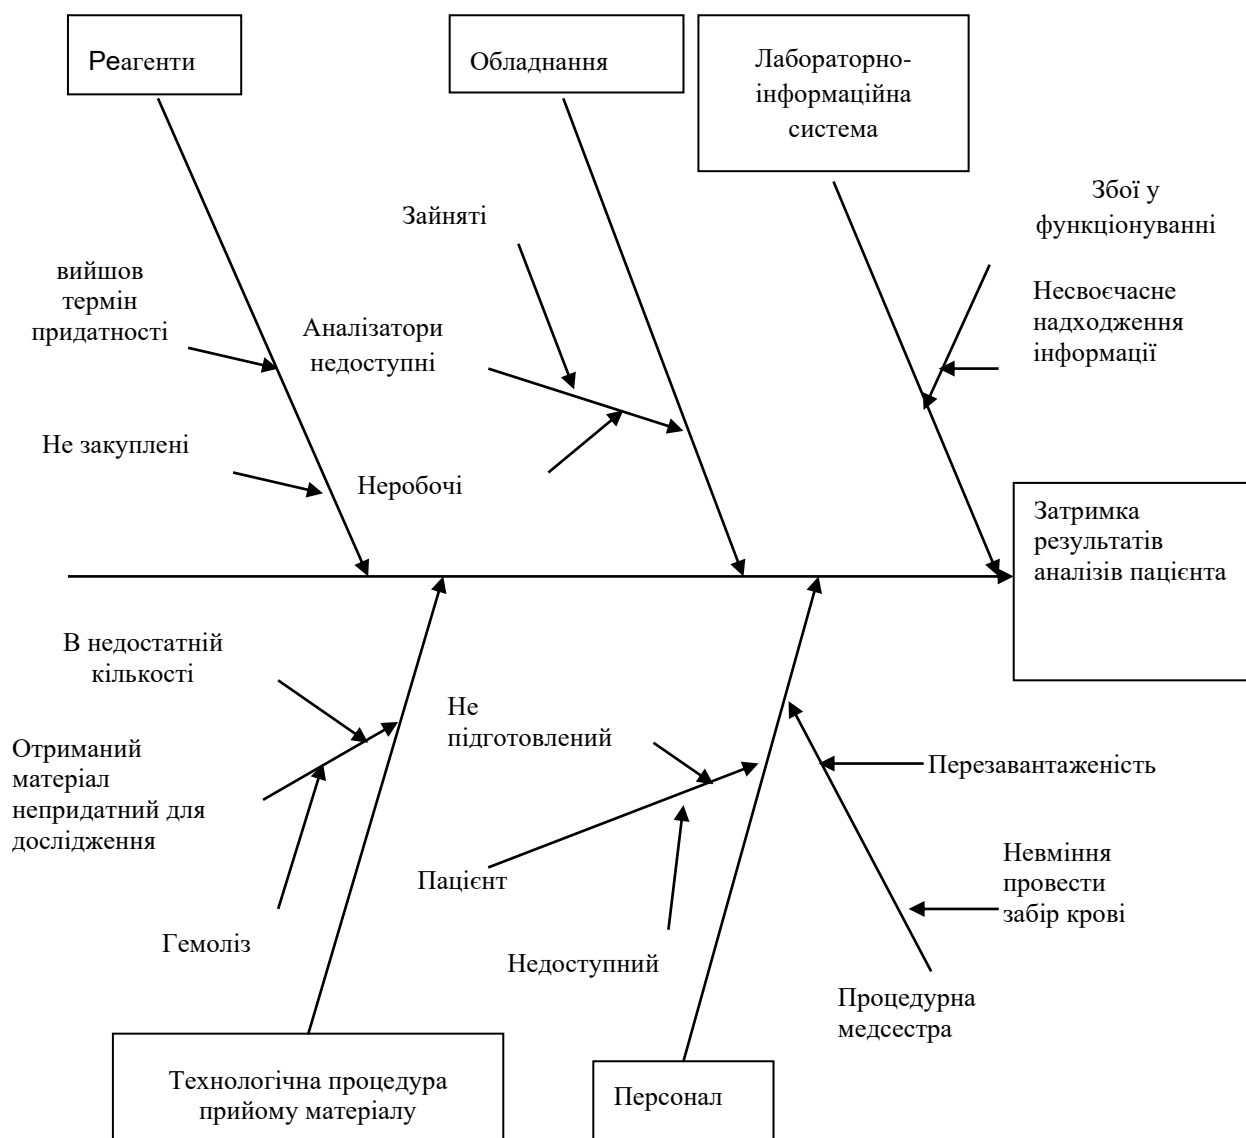 Реагенти
Обладнання
Лабораторно-
інформаційна
система
Збої у
функціонуванні
Зайняті
вийшов
термін
придатності
Несвоєчасне
надходження
інформації
Аналізатори
недоступні
Не закуплені
Неробочі
Затримка
результатів
аналізів пацієнта
В недостатній
кількості
Не
підготовлений
Отриманий
матеріал
непридатний для
дослідження
Перезавантаженість
Пацієнт
Невміння
провести
забір крові
Гемоліз
Недоступний
Процедурна
медсестра
Технологічна процедура
прийому матеріалу
Персонал